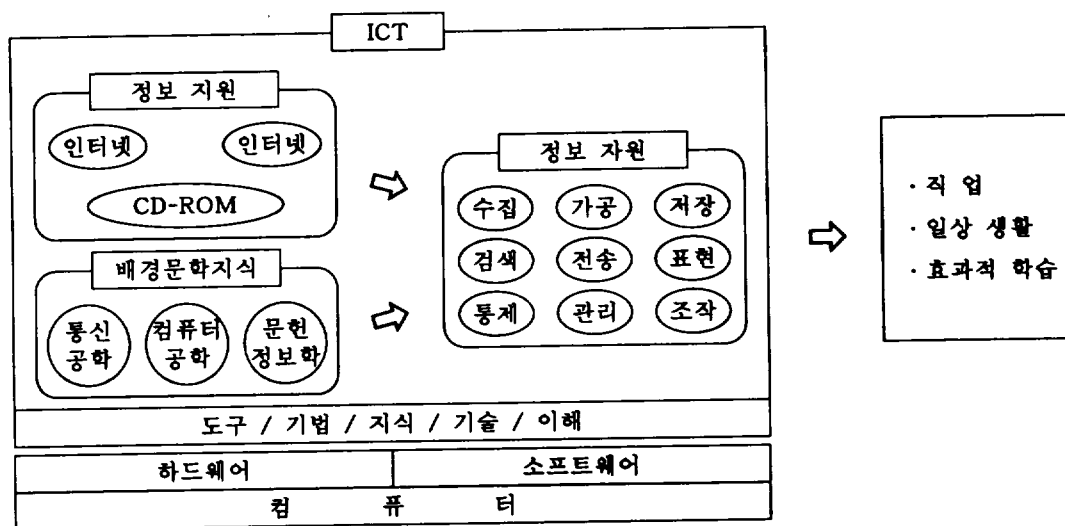 ICT
정보 지원
인터넷 인터넷
CD-ROM
배경문학지식
통신 공학
컴퓨터 공학
문헌 정보학
정보 자원
수집 가공 저장
검색 전송 표현
통제 관리 조작
· 직 업
· 일상 생활
· 효과적 학습
도구 / 기법 / 지식 / 기술 / 이해
하드웨어 소프트웨어
컴 퓨 터